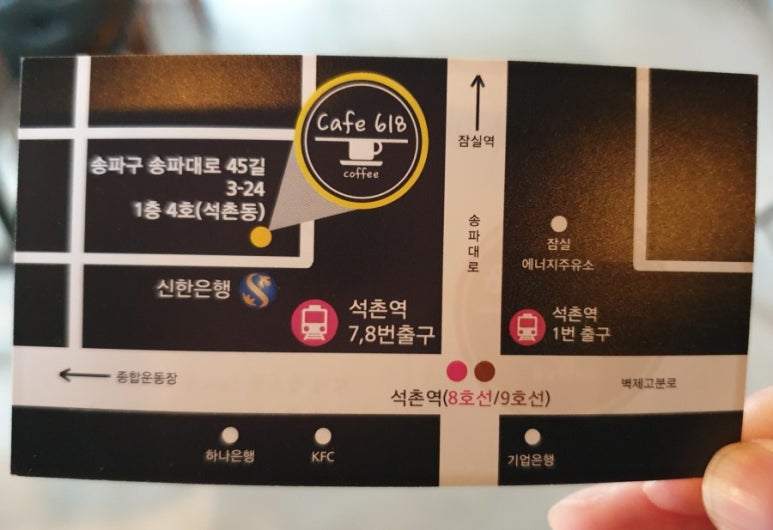 Cafe 618
coffee
송파구 송파대로 45길
3-24
1층 4호(석촌동)
잠실역
송파대로
잠실
에너지주유소
신한은행
석촌역
7,8번출구
석촌역
1번 출구
종합운동장
석촌역(8호선/9호선)
백제고분로
하나은행
KFC
기업은행